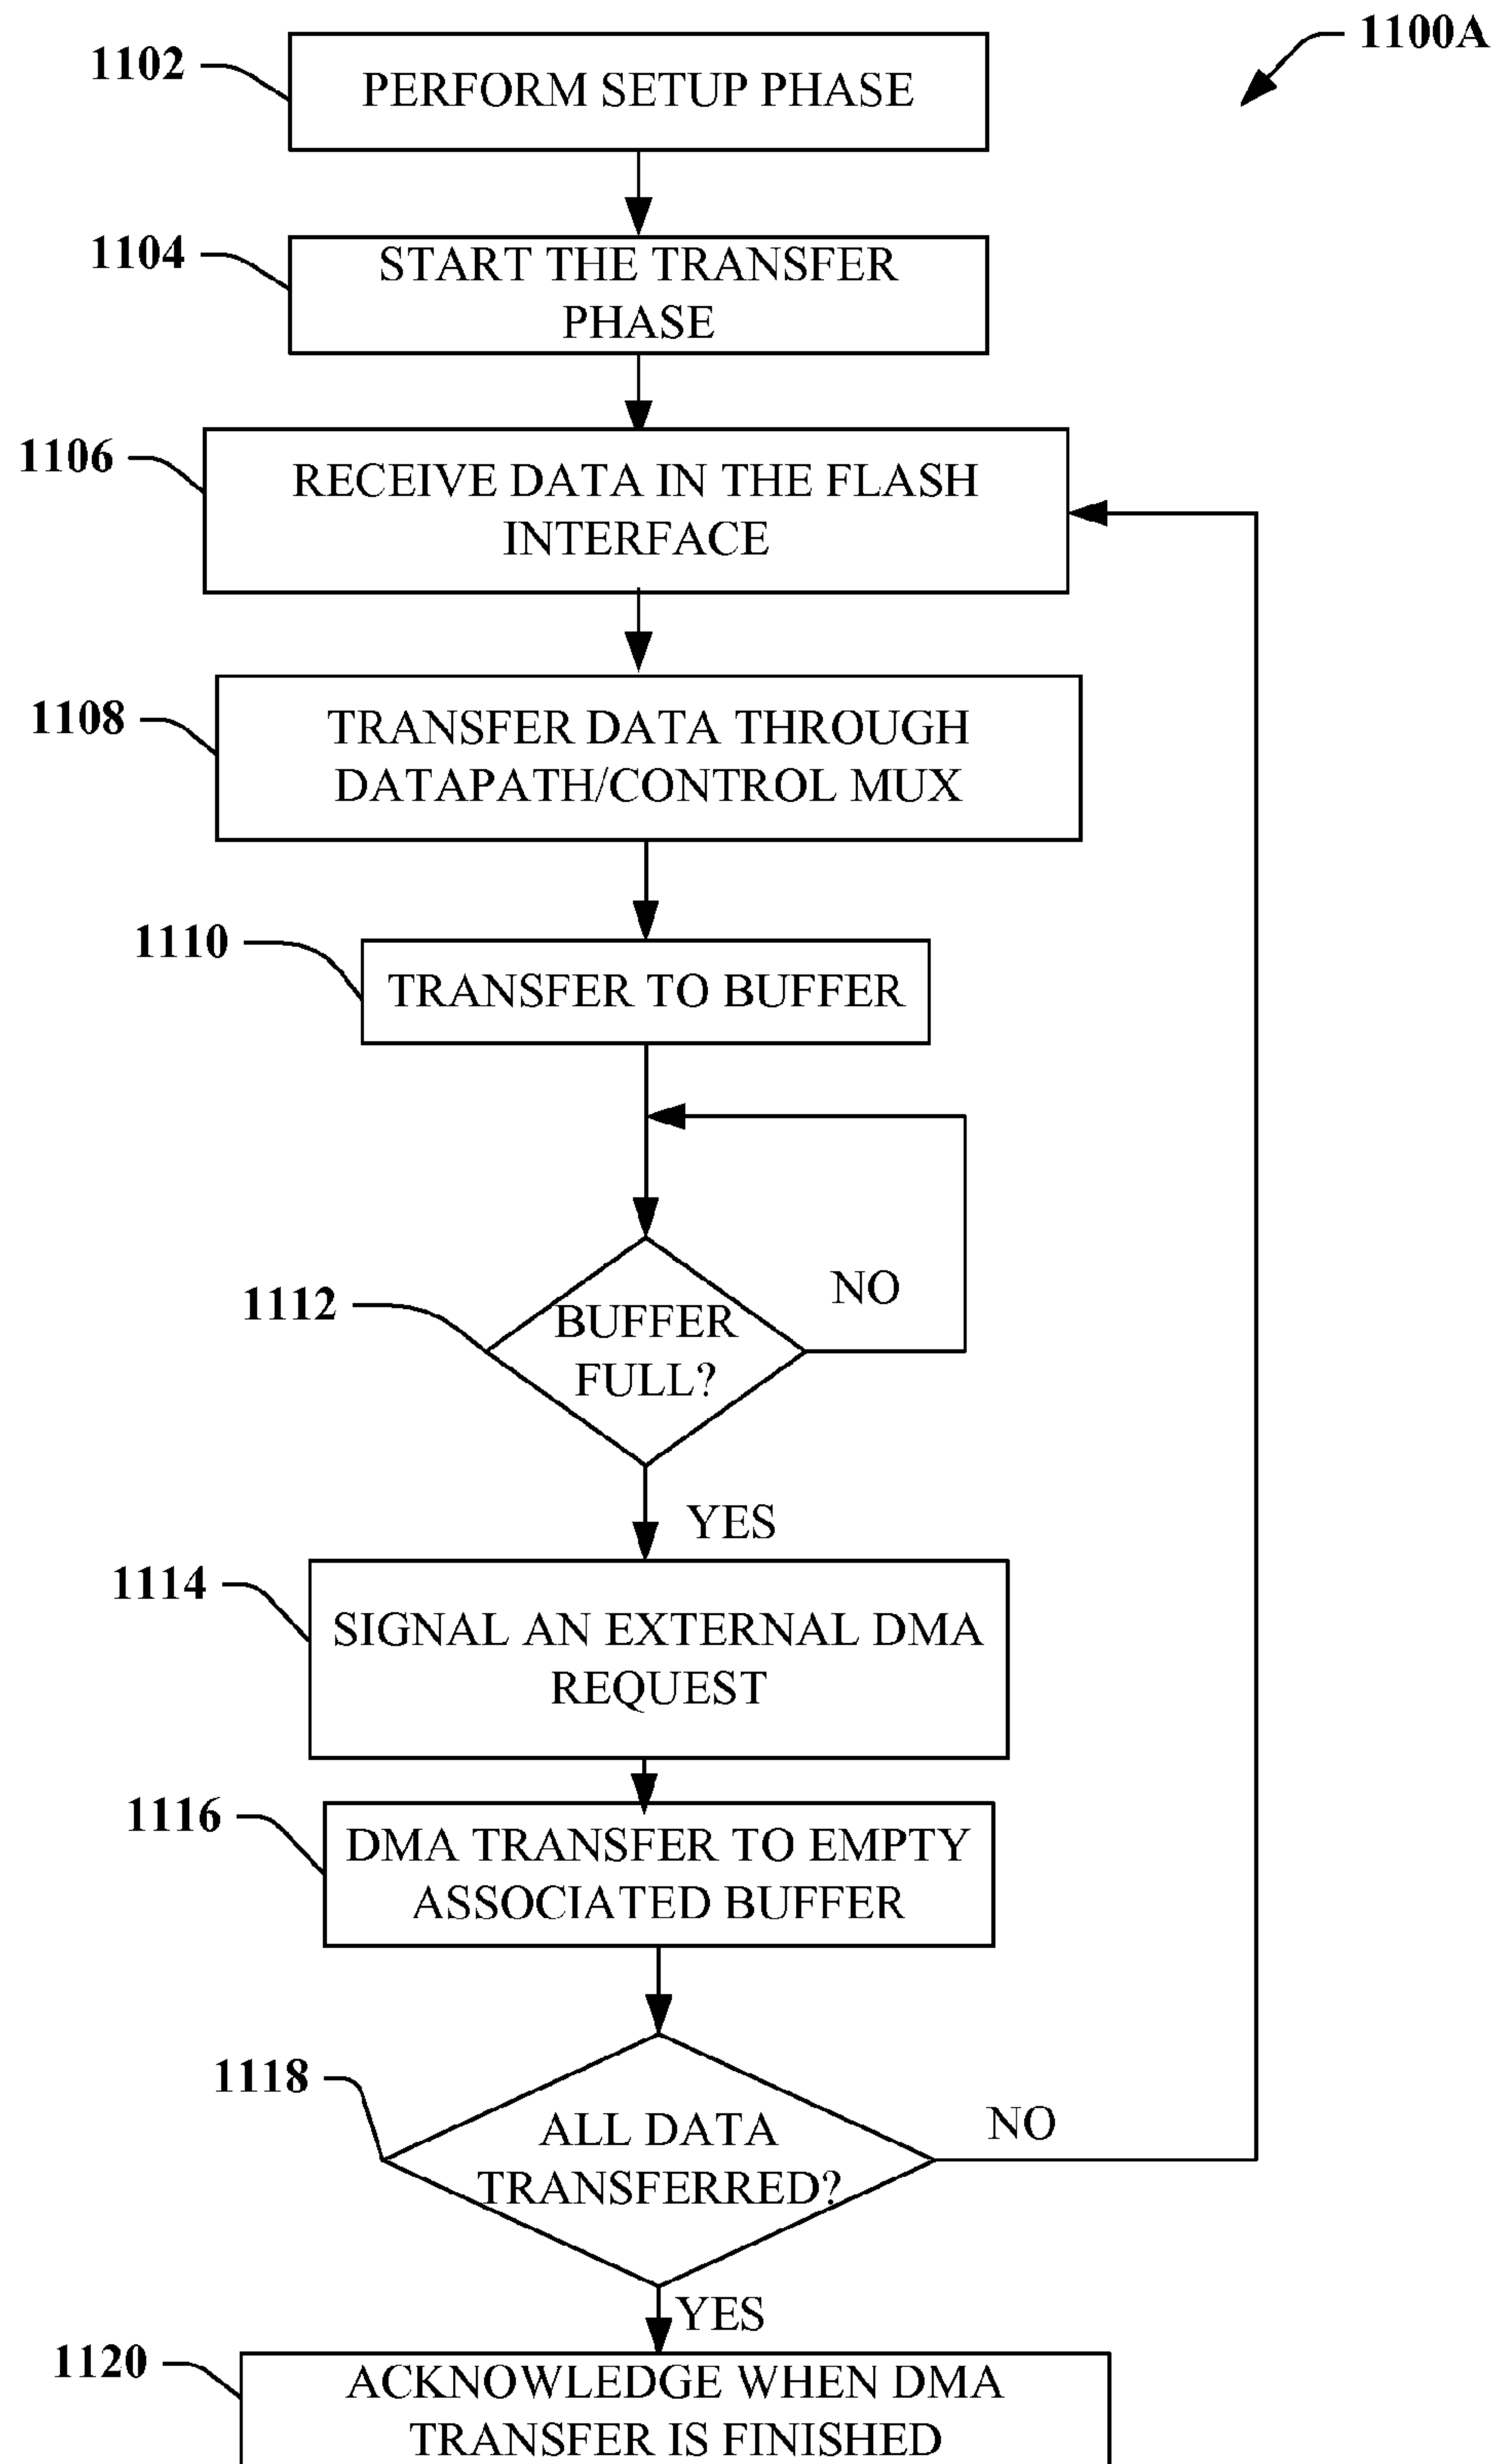 1100A
1102
PERFORM SETUP PHASE
1104
START THE TRANSFER
PHASE
1106
RECEIVE DATA IN THE FLASH
INTERFACE
1108
TRANSFER DATA THROUGH
DATAPATH/CONTROL MUX
1110
TRANSFER TO BUFFER
1112
BUFFER
FULL?
NO
YES
1114
SIGNAL AN EXTERNAL DMA
REQUEST
1116
DMA TRANSFER TO EMPTY
ASSOCIATED BUFFER
1118
ALL DATA
TRANSFERRED?
NO
YES
1120
ACKNOWLEDGE WHEN DMA
TRANSFER IS FINISHED